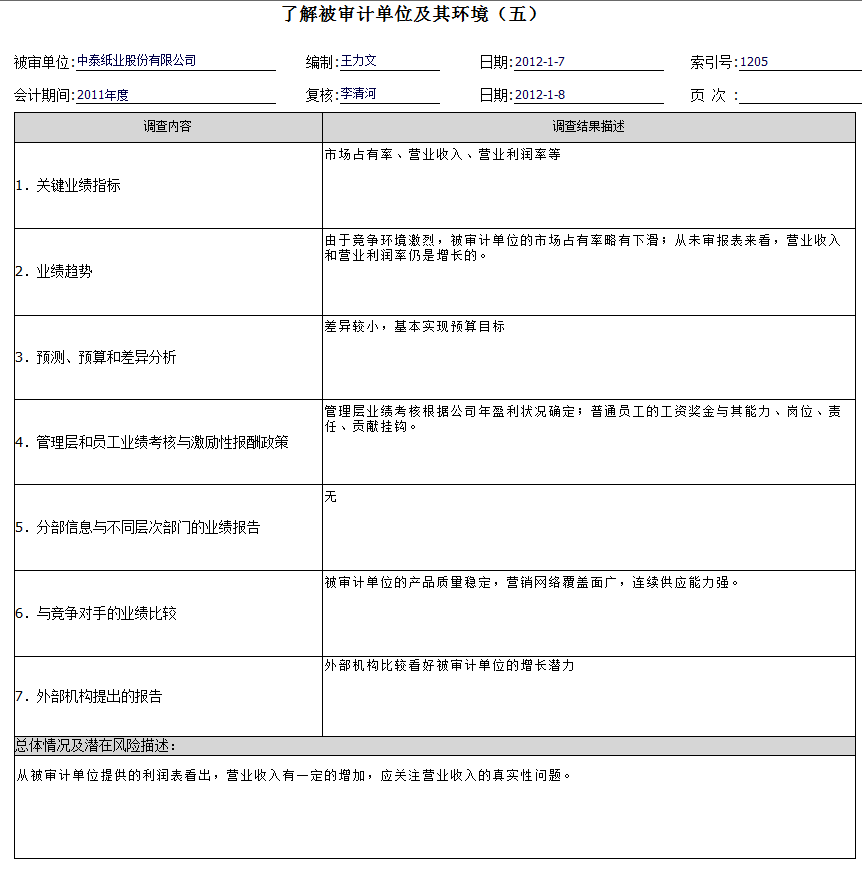 了解被审计单位及其环境（五）
被审单位:中泰纸业股份有限公司 编制:王力文 日期:2012-1-7 索引号:1205
会计期间:2011年度 复核:李清河 日期:2012-1-8 页 次 :
调查内容 调查结果描述
1. 关键业绩指标
市场占有率、营业收入、营业利润率等
2. 业绩趋势
由于竞争环境激烈，被审计单位的市场占有率略有下滑；从未审报表来看，营业收入
和营业利润率仍是增长的。
3. 预测、预算和差异分析
差异较小，基本实现预算目标
4. 管理层和员工业绩考核与激励性报酬政策
管理层业绩考核根据公司年盈利状况确定；普通员工的工资奖金与其能力、岗位、责
任、贡献挂钩。
5. 分部信息与不同层次部门的业绩报告
无
6. 与竞争对手的业绩比较
被审计单位的产品质量稳定，营销网络覆盖面广，连续供应能力强。
7. 外部机构提出的报告
外部机构比较看好被审计单位的增长潜力
总体情况及潜在风险描述：
从被审计单位提供的利润表看出，营业收入有一定的增加，应关注营业收入的真实性问题。